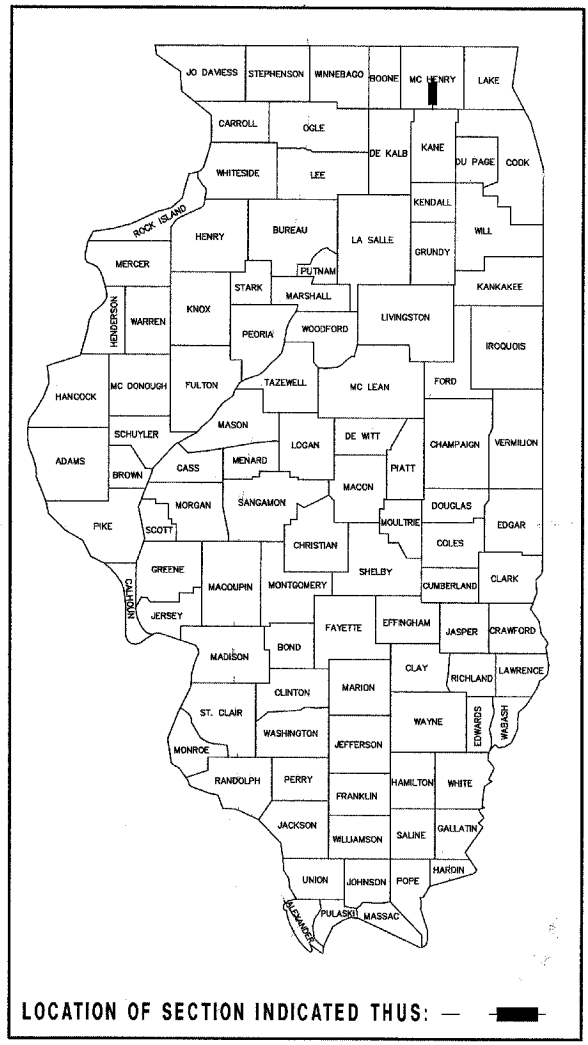 JO DAVIESS STEPHENSON WINNEBAGO BOONE MC HENRY LAKE
CARROLL OGLE DE KALB KANE DU PAGE COOK
WHITESIDE LEE KENDALL
ROCK ISLAND HENRY BUREAU LA SALLE GRUNDY WILL
MERCER PUTNAM KANKAKEE
HENDERSON WARREN KNOX STARK MARSHALL LIVINGSTON
PEORIA WOODFORD IROQUOIS
HANCOCK MC DONOUGH FULTON TAZEWELL MC LEAN FORD
MASON
ADAMS SCHUYLER LOGAN DE WITT CHAMPAIGN VERMILION
BROWN CASS MENARD PIATT
MACON
PIKE MORGAN SANGAMON DOUGLAS
SCOTT MOULTRIE EDGAR
CHRISTIAN COLES
GREENE SHELBY
CALHOUN MACOUPIN MONTGOMERY CUMBERLAND CLARK
JERSEY FAYETTE EFFINGHAM JASPER CRAWFORD
MADISON BOND
CLAY RICHLAND LAWRENCE
CLINTON MARION
ST. CLAIR WAYNE EDWARDS WABASH
WASHINGTON JEFFERSON
MONROE
RANDOLPH PERRY HAMILTON WHITE
FRANKLIN
JACKSON WILLIAMSON SALINE GALLATIN
HARDIN
UNION JOHNSON POPE
ALEXANDER PULASKI MASSAC
LOCATION OF SECTION INDICATED THUS: —